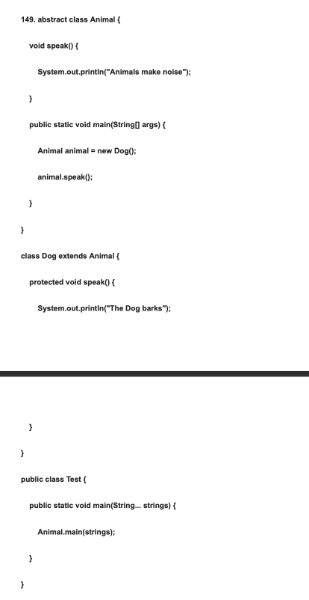 149. abstract class Animal {
void speak() {
System.out.println("Animals make noise");
}
public static void main(String[] args) {
Animal animal = new Dog();
animal.speak();
}
}
class Dog extends Animal {
protected void speak() {
System.out.println("The Dog barks");
}
}
public class Test {
public static void main(String... strings) {
Animal.main(strings);
}
}